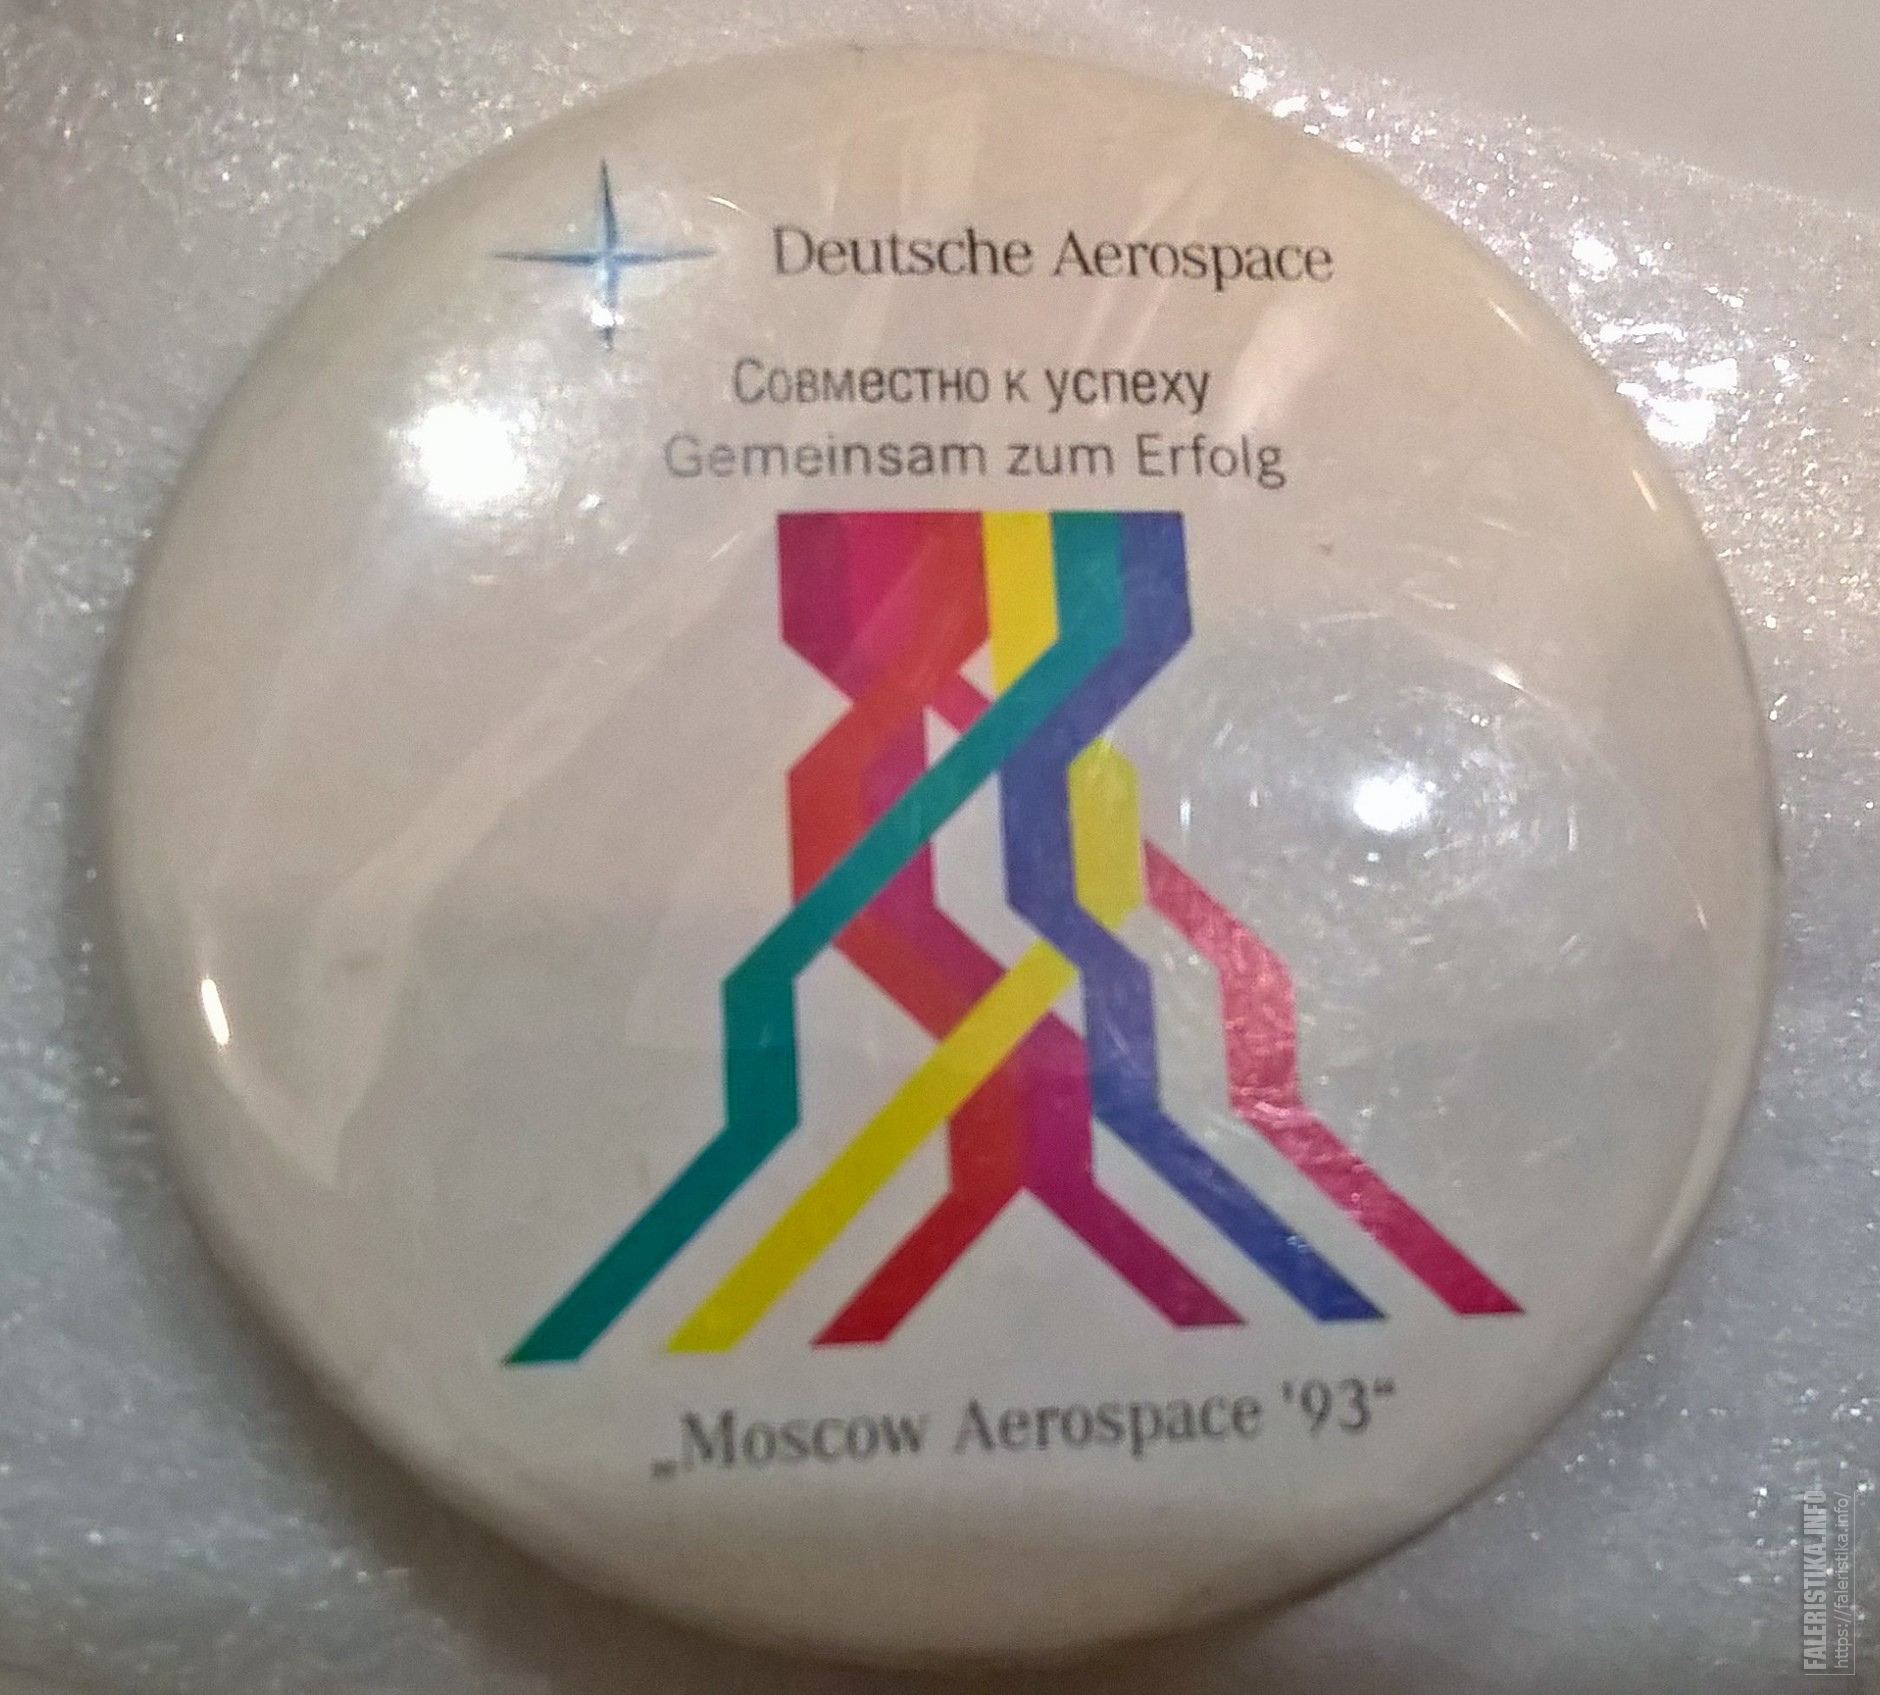 Deutsche Aerospace
Совместно к успеху
Gemeinsam zum Erfolg
„Moscow Aerospace '93“
FALERISTIKA.INFO
https://faleristika.info/